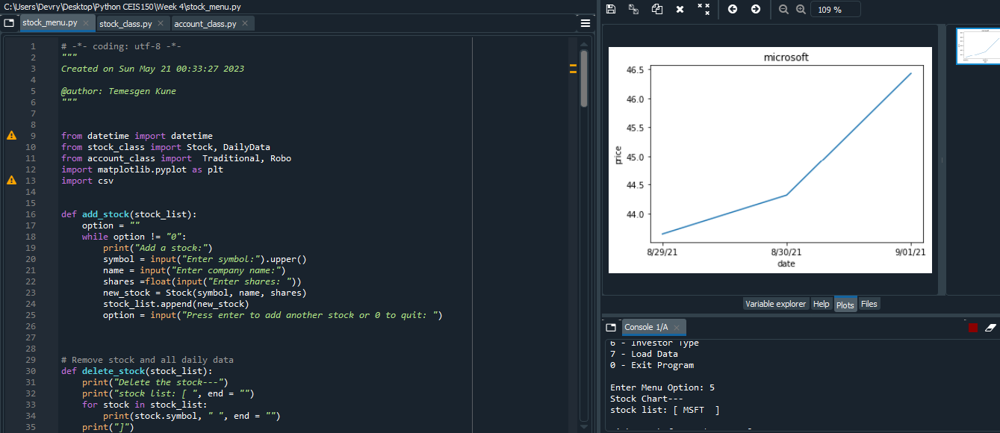 C:\Users\Devry\Desktop\Python CEIS150\Week 4\stock_menu.py
stock_menu.py
stock_class.py
account_class.py
1 # -*- coding: utf-8 -*-
2 """
3 Created on Sun May 21 00:33:27 2023
4
5 @author: Temesgen Kune
6 """
7
8
9 from datetime import datetime
10 from stock_class import Stock, DailyData
11 from account_class import  Traditional, Robo
12 import matplotlib.pyplot as plt
13 import csv
14
15
16 def add_stock(stock_list):
17     option = ""
18     while option != "0":
19         print("Add a stock:")
20         symbol = input("Enter symbol:").upper()
21         name = input("Enter company name:")
22         shares =float(input("Enter shares: "))
23         new_stock = Stock(symbol, name, shares)
24         stock_list.append(new_stock)
25         option = input("Press enter to add another stock or 0 to quit: ")
26
27
28
29 # Remove stock and all daily data
30 def delete_stock(stock_list):
31     print("Delete the stock---")
32     print("stock list: [ ", end = "")
33     for stock in stock_list:
34         print(stock.symbol, " ", end = "")
35     print("]")
109 %
microsoft
46.5
46.0
45.5
45.0
44.5
44.0
price
8/29/21 8/30/21 9/01/21
date
Variable explorer Help Plots Files
Console 1/A
6 - Investor Type
7 - Load Data
0 - Exit Program
Enter Menu Option: 5
Stock Chart---
stock list: [ MSFT  ]